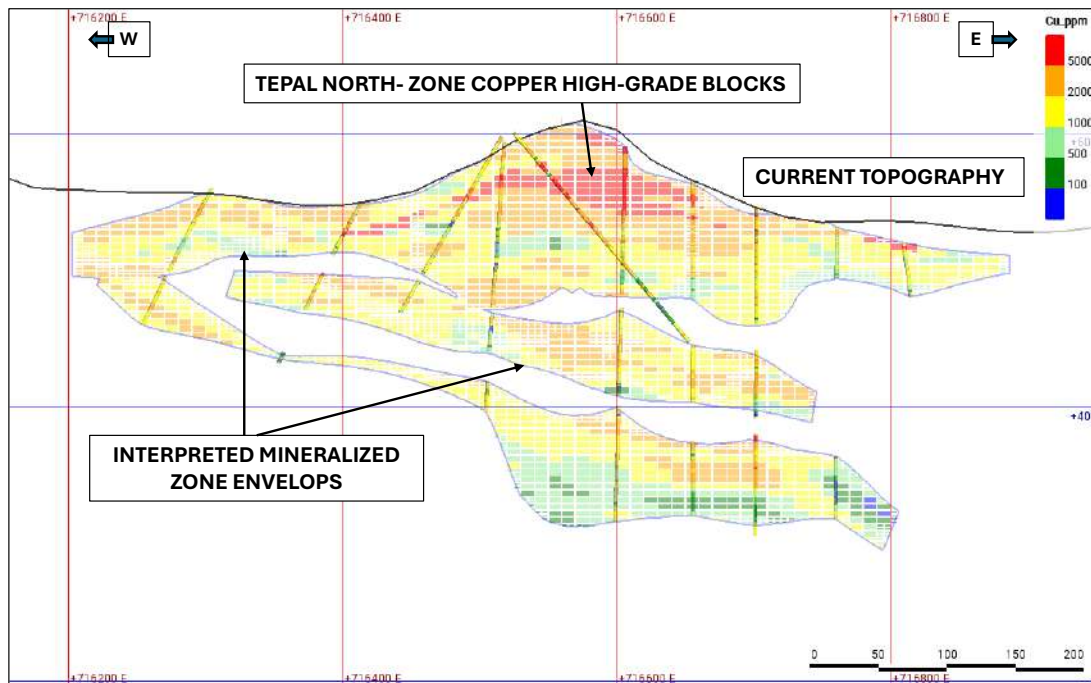 +716200 E
+716400 E
+716600 E
+716800 E
Cu_ppm
W
E
5000
2000
1000
500
100
TEPAL NORTH- ZONE COPPER HIGH-GRADE BLOCKS
CURRENT TOPOGRAPHY
+40
INTERPRETED MINERALIZED
ZONE ENVELOPS
0 50 100 150 200
+716200 E
+716400 E
+716600 E
+716800 E